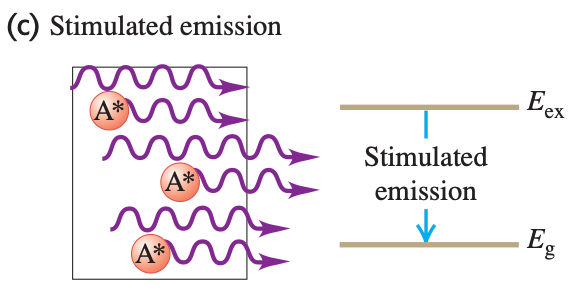 (c) Stimulated emission
A*
A*
A*
E_ex
Stimulated
emission
E_g